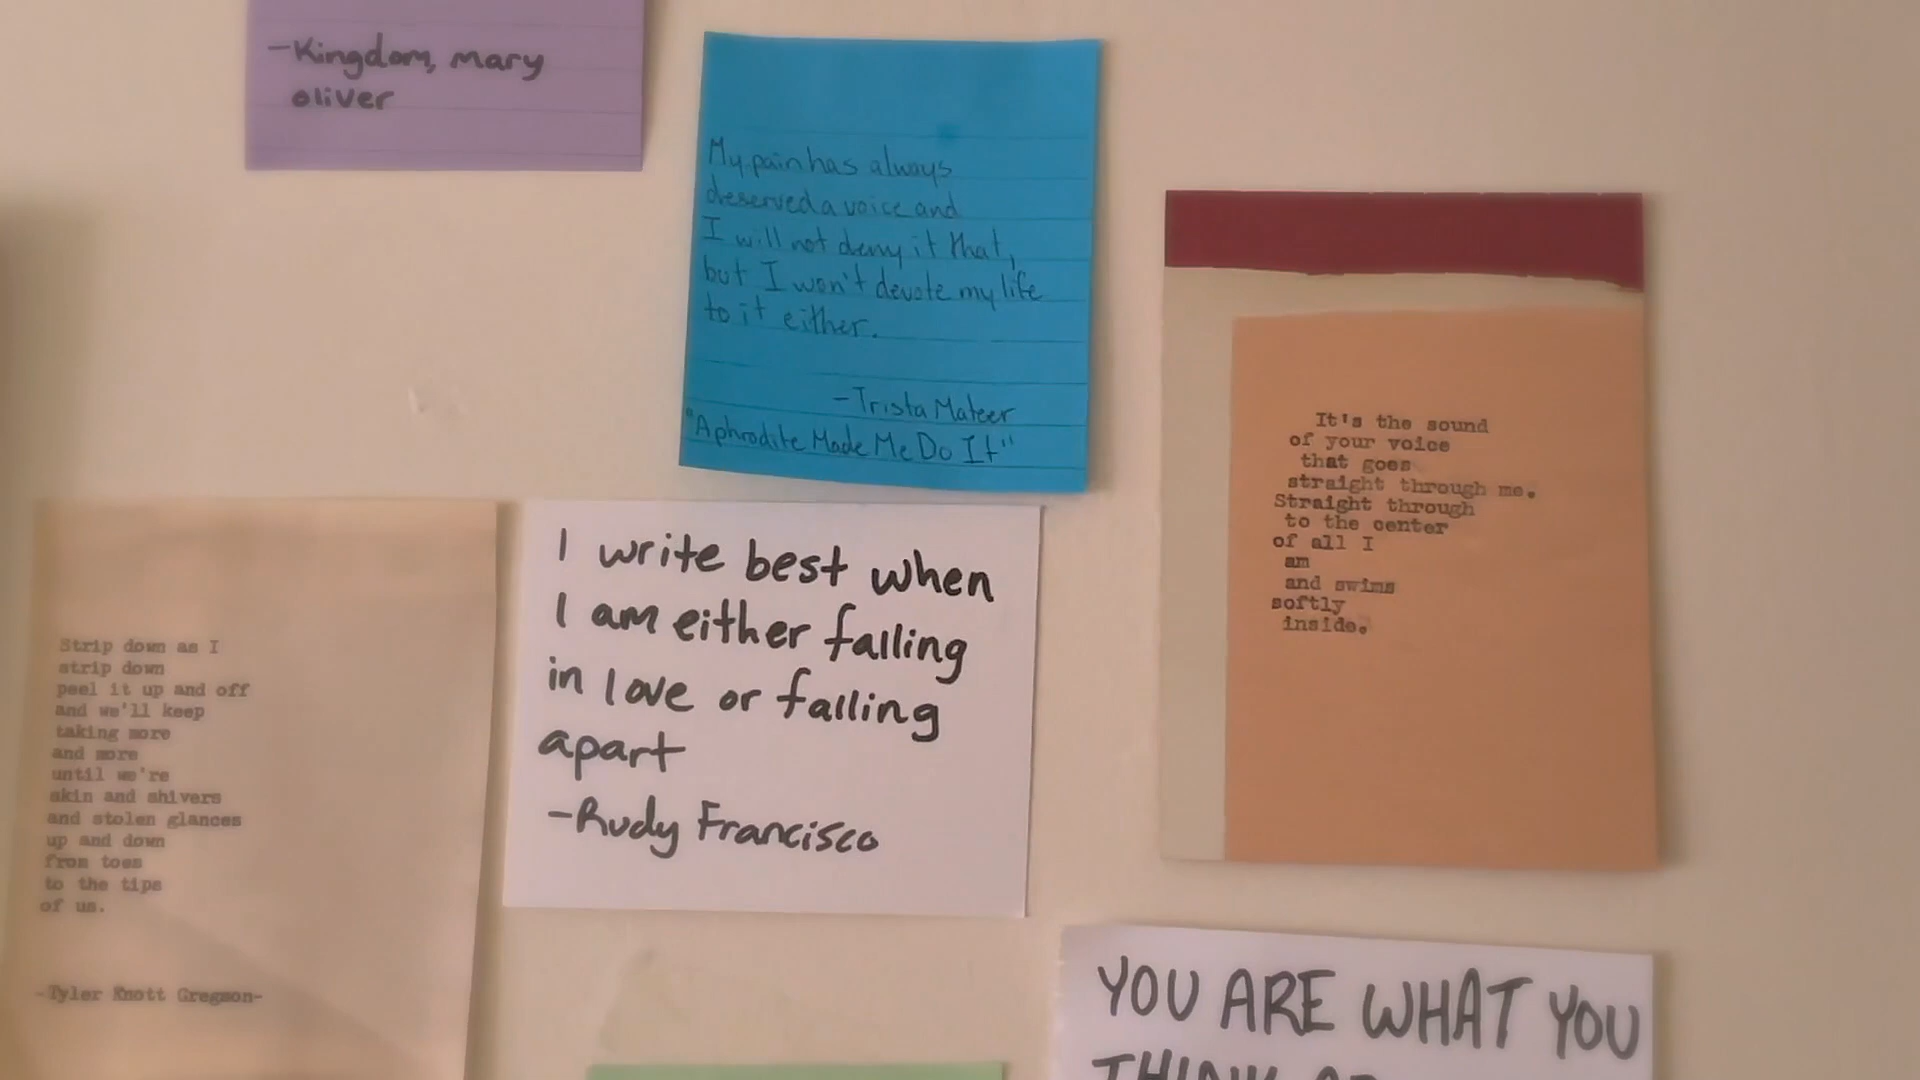 -Kingdom, mary
oliver
My pain has always
deserved a voice and
I will not deny it that,
but I won't devote my life
to it either.
-Trista Mateer
"Aphrodite Made Me Do It"
It's the sound
of your voice
that goes
straight through me.
Straight through
to the center
of all I
am
and swims
softly
inside.
Strip down as I
strip down
peel it up and off
and we'll keep
taking more
and more
until we're
skin and shivers
and stolen glances
up and down
from toes
to the tips
of us.
-Tyler Knott Gregson-
I write best when
I am either falling
in love or falling
apart
-Rudy Francisco
YOU ARE WHAT YOU
THINK